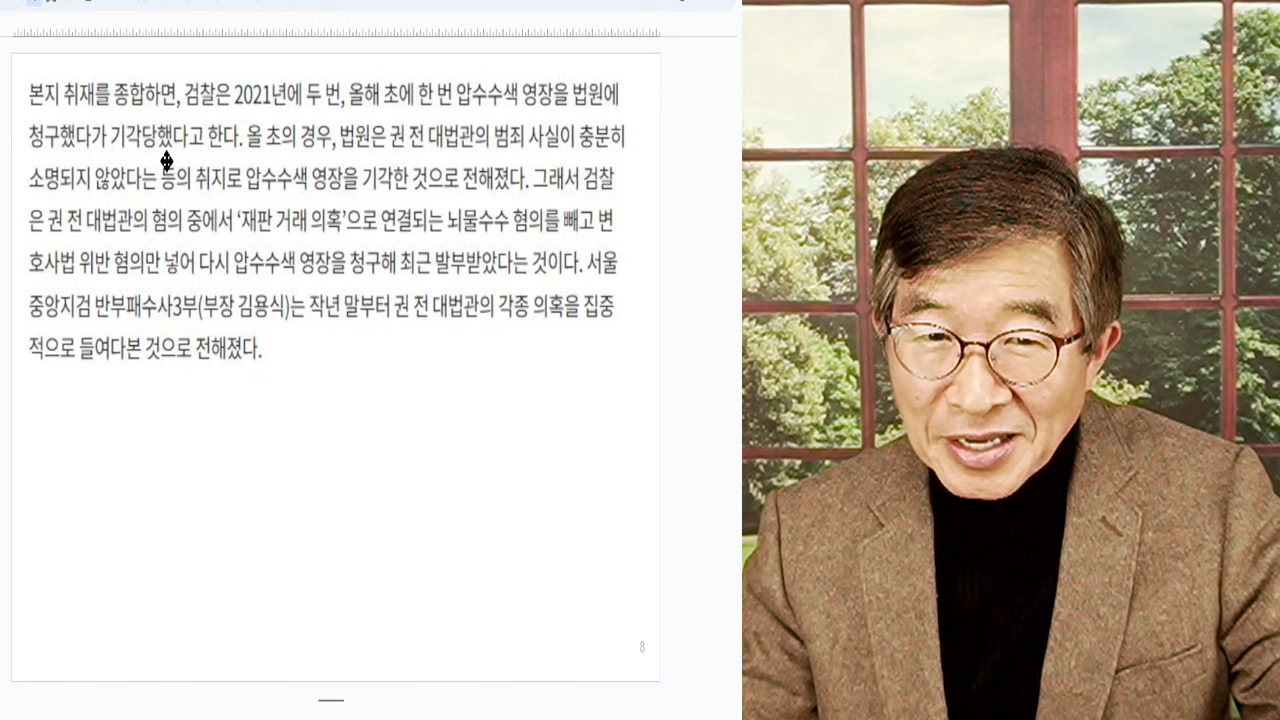 본지 취재를 종합하면, 검찰은 2021년에 두 번, 올해 초에 한 번 압수수색 영장을 법원에
청구했다가 기각당했다고 한다. 올 초의 경우, 법원은 권 전 대법관의 범죄 사실이 충분히
소명되지 않았다는 등의 취지로 압수수색 영장을 기각한 것으로 전해졌다. 그래서 검찰
은 권 전 대법관의 혐의 중에서 ‘재판 거래 의혹’으로 연결되는 뇌물수수 혐의를 빼고 변
호사법 위반 혐의만 넣어 다시 압수수색 영장을 청구해 최근 발부받았다는 것이다. 서울
중앙지검 반부패수사3부(부장 김용식)는 작년 말부터 권 전 대법관의 각종 의혹을 집중
적으로 들여다본 것으로 전해졌다.
8